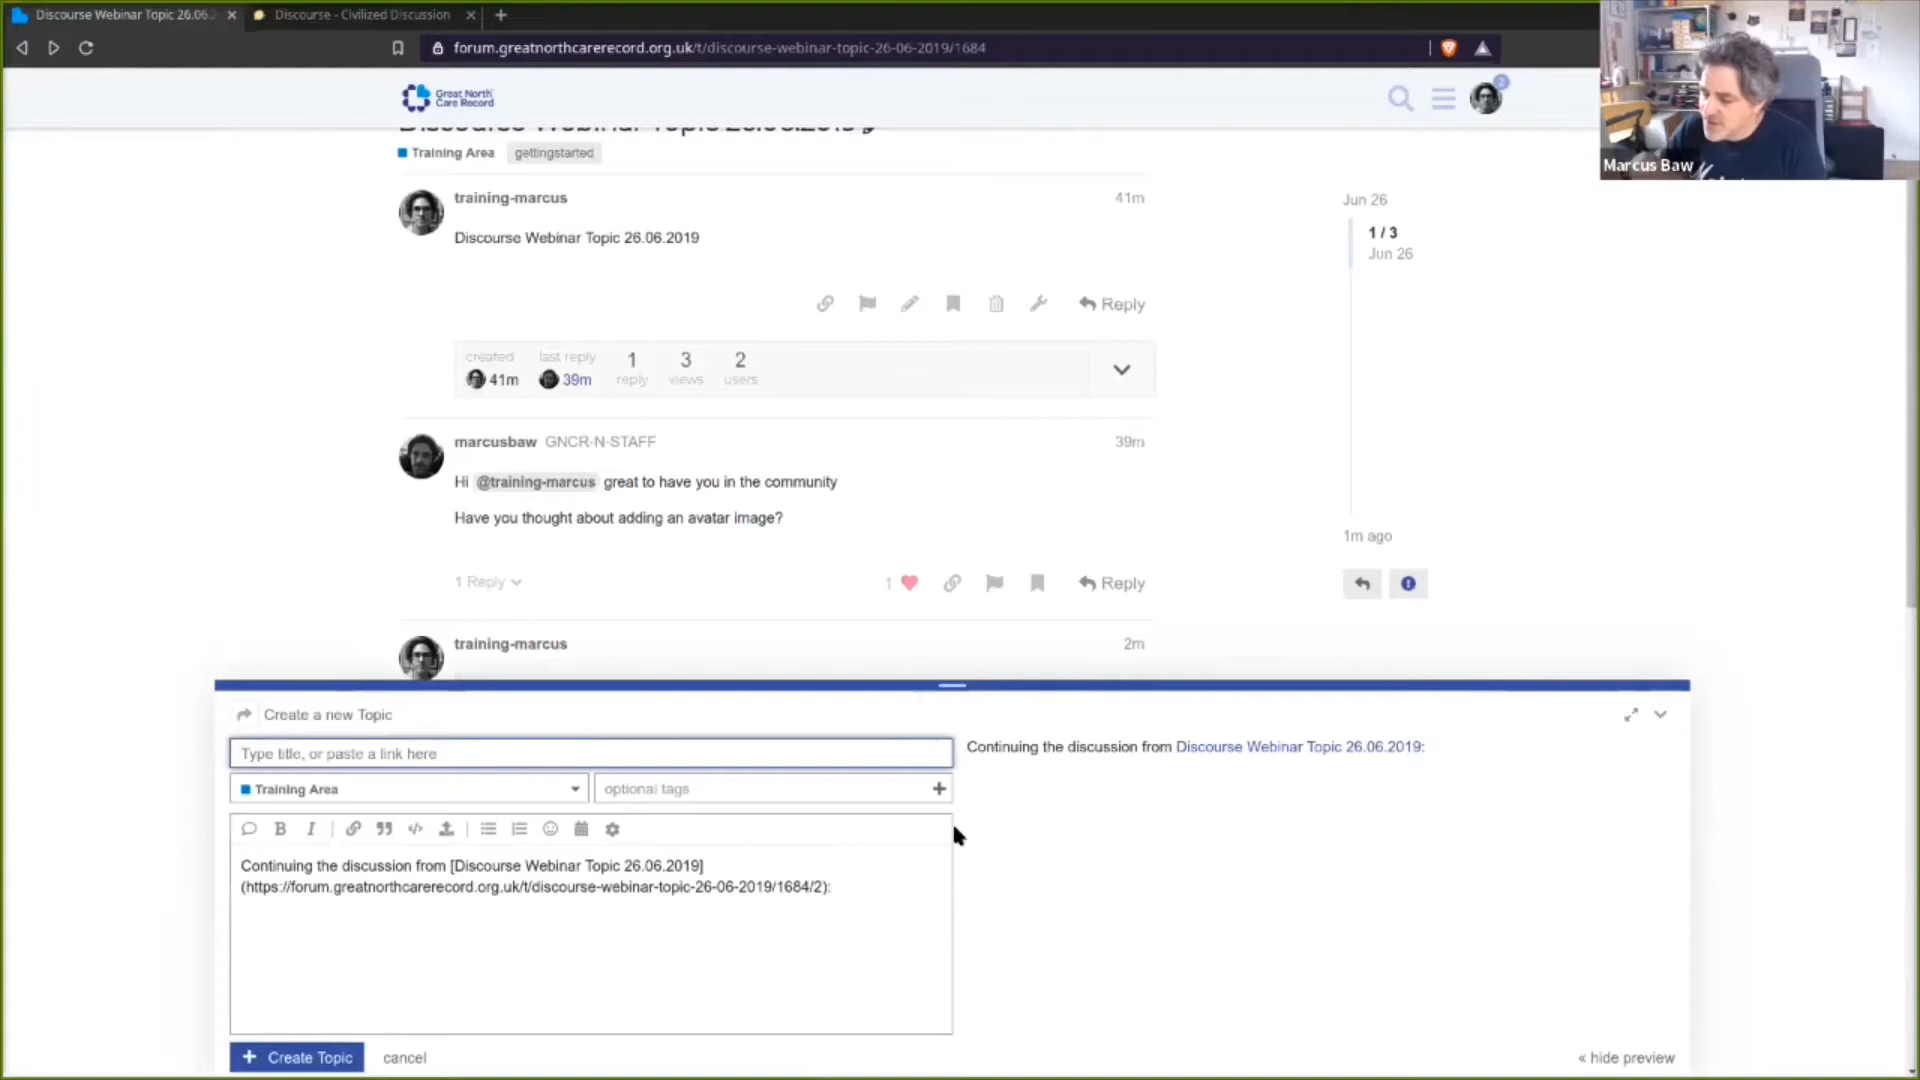 Discourse Webinar Topic 26.06.
Discourse - Civilized Discussion
forum.greatnorthcarerecord.org.uk/t/discourse-webinar-topic-26-06-2019/1684
Marcus Baw
Great North
Care Record
2
Discourse Webinar Topic 26.06.2019
Training Area
gettingstarted
training-marcus
41m
Discourse Webinar Topic 26.06.2019
Reply
created
last reply
1
3
2
41m
39m
reply
views
users
marcusbaw GNCR-N-STAFF
39m
Hi @training-marcus great to have you in the community
Have you thought about adding an avatar image?
1 Reply
1
Reply
training-marcus
2m
Jun 26
1 / 3
Jun 26
1m ago
Create a new Topic
Type title, or paste a link here
Training Area
optional tags
B I
Continuing the discussion from [Discourse Webinar Topic 26.06.2019]
(https://forum.greatnorthcarerecord.org.uk/t/discourse-webinar-topic-26-06-2019/1684/2):
Continuing the discussion from Discourse Webinar Topic 26.06.2019:
Create Topic
cancel
« hide preview